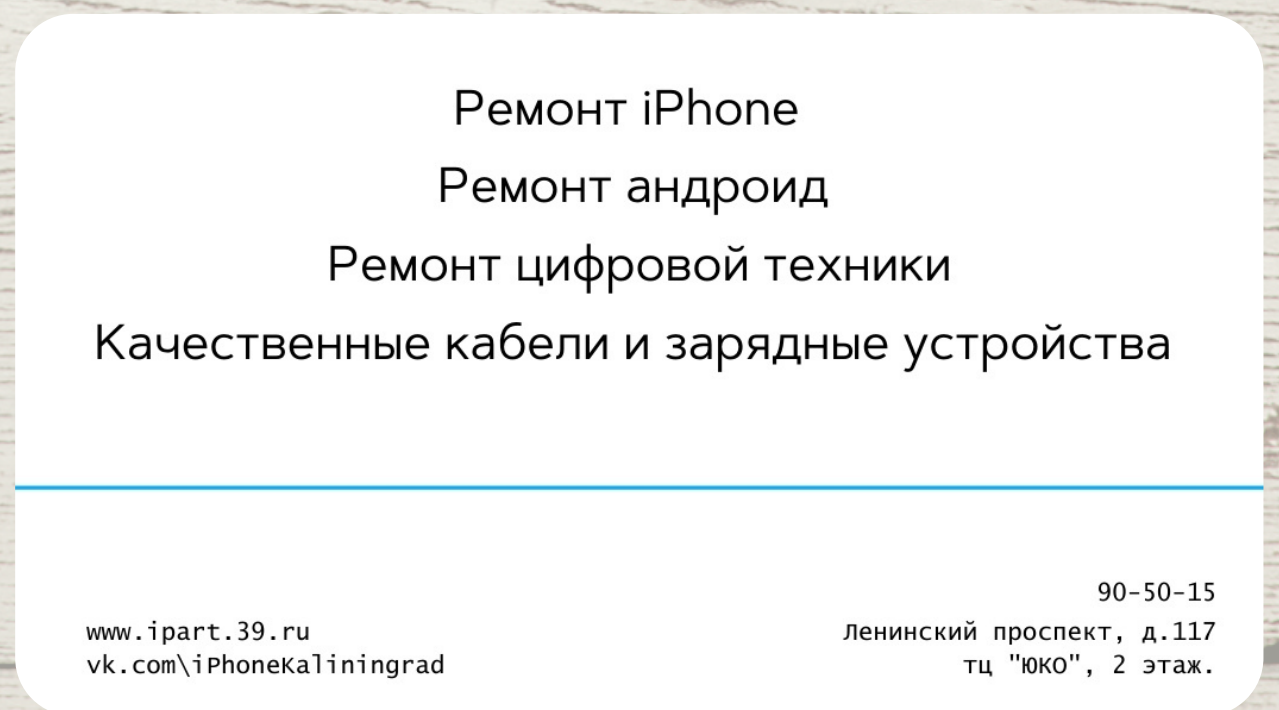 Ремонт iPhone
Ремонт андроид
Ремонт цифровой техники
Качественные кабели и зарядные устройства
90-50-15
www.ipart.39.ru
Ленинский проспект, д.117
vk.com\iPhoneKaliningrad
тц "ЮКО", 2 этаж.